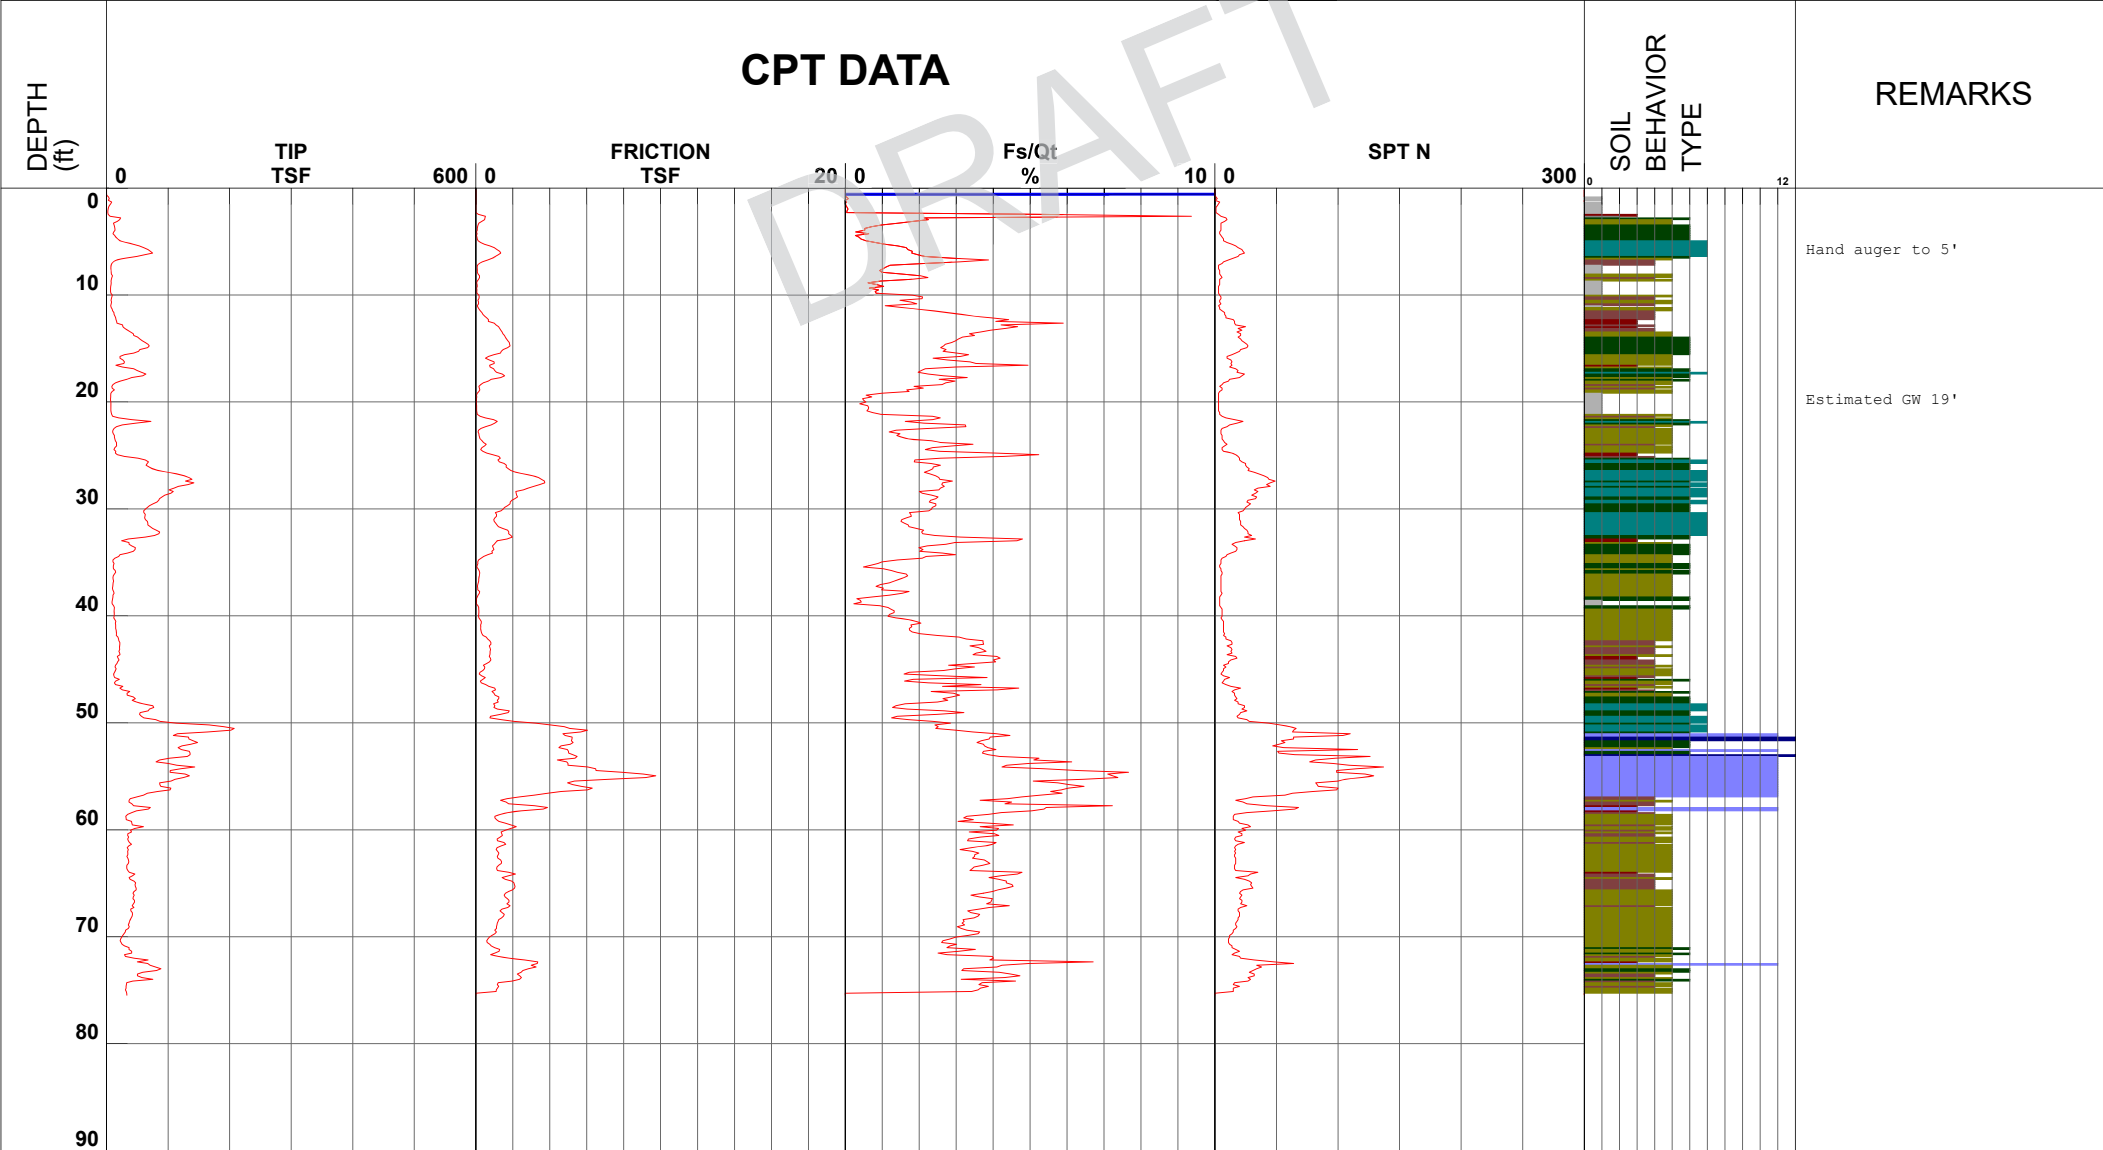 CPT DATA
DRAFT
DEPTH
(ft)
TIP
0 TSF 600
FRICTION
0 TSF 20
Fs/Qt
0 % 10
SPT N
0 300
SOIL
BEHAVIOR
TYPE
0 12
REMARKS
0
10
20
30
40
50
60
70
80
90
Hand auger to 5'
Estimated GW 19'